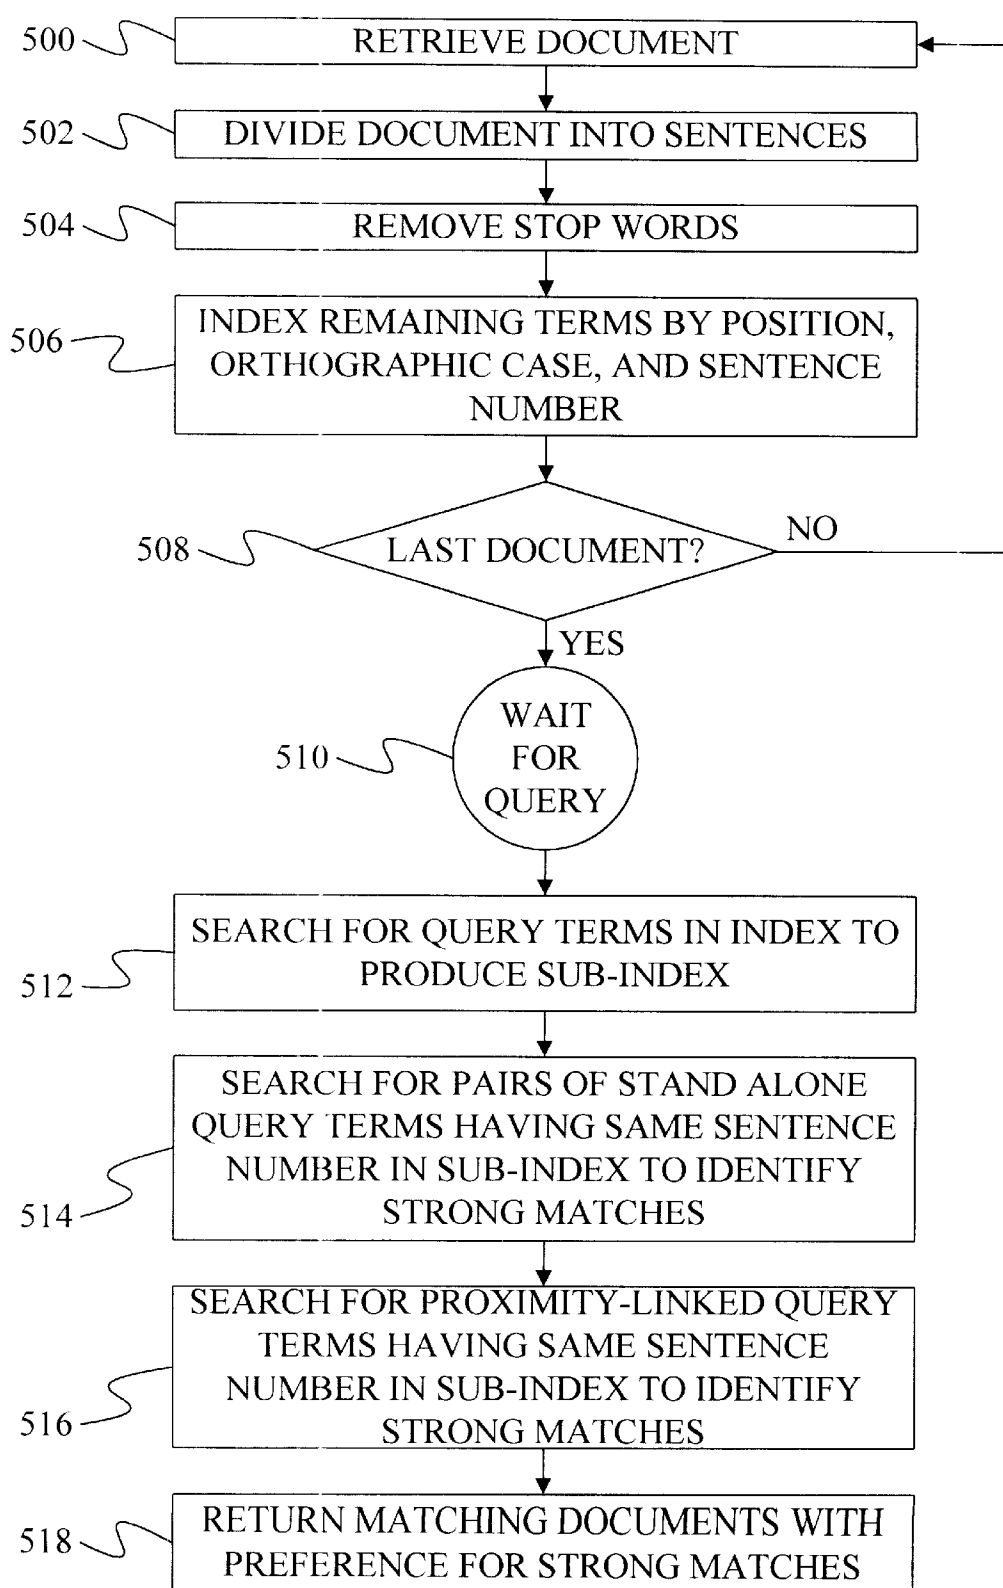 500
RETRIEVE DOCUMENT
502
DIVIDE DOCUMENT INTO SENTENCES
504
REMOVE STOP WORDS
506
INDEX REMAINING TERMS BY POSITION,
ORTHOGRAPHIC CASE, AND SENTENCE
NUMBER
508
LAST DOCUMENT?
NO
YES
510
WAIT
FOR
QUERY
512
SEARCH FOR QUERY TERMS IN INDEX TO
PRODUCE SUB-INDEX
514
SEARCH FOR PAIRS OF STAND ALONE
QUERY TERMS HAVING SAME SENTENCE
NUMBER IN SUB-INDEX TO IDENTIFY
STRONG MATCHES
516
SEARCH FOR PROXIMITY-LINKED QUERY
TERMS HAVING SAME SENTENCE
NUMBER IN SUB-INDEX TO IDENTIFY
STRONG MATCHES
518
RETURN MATCHING DOCUMENTS WITH
PREFERENCE FOR STRONG MATCHES